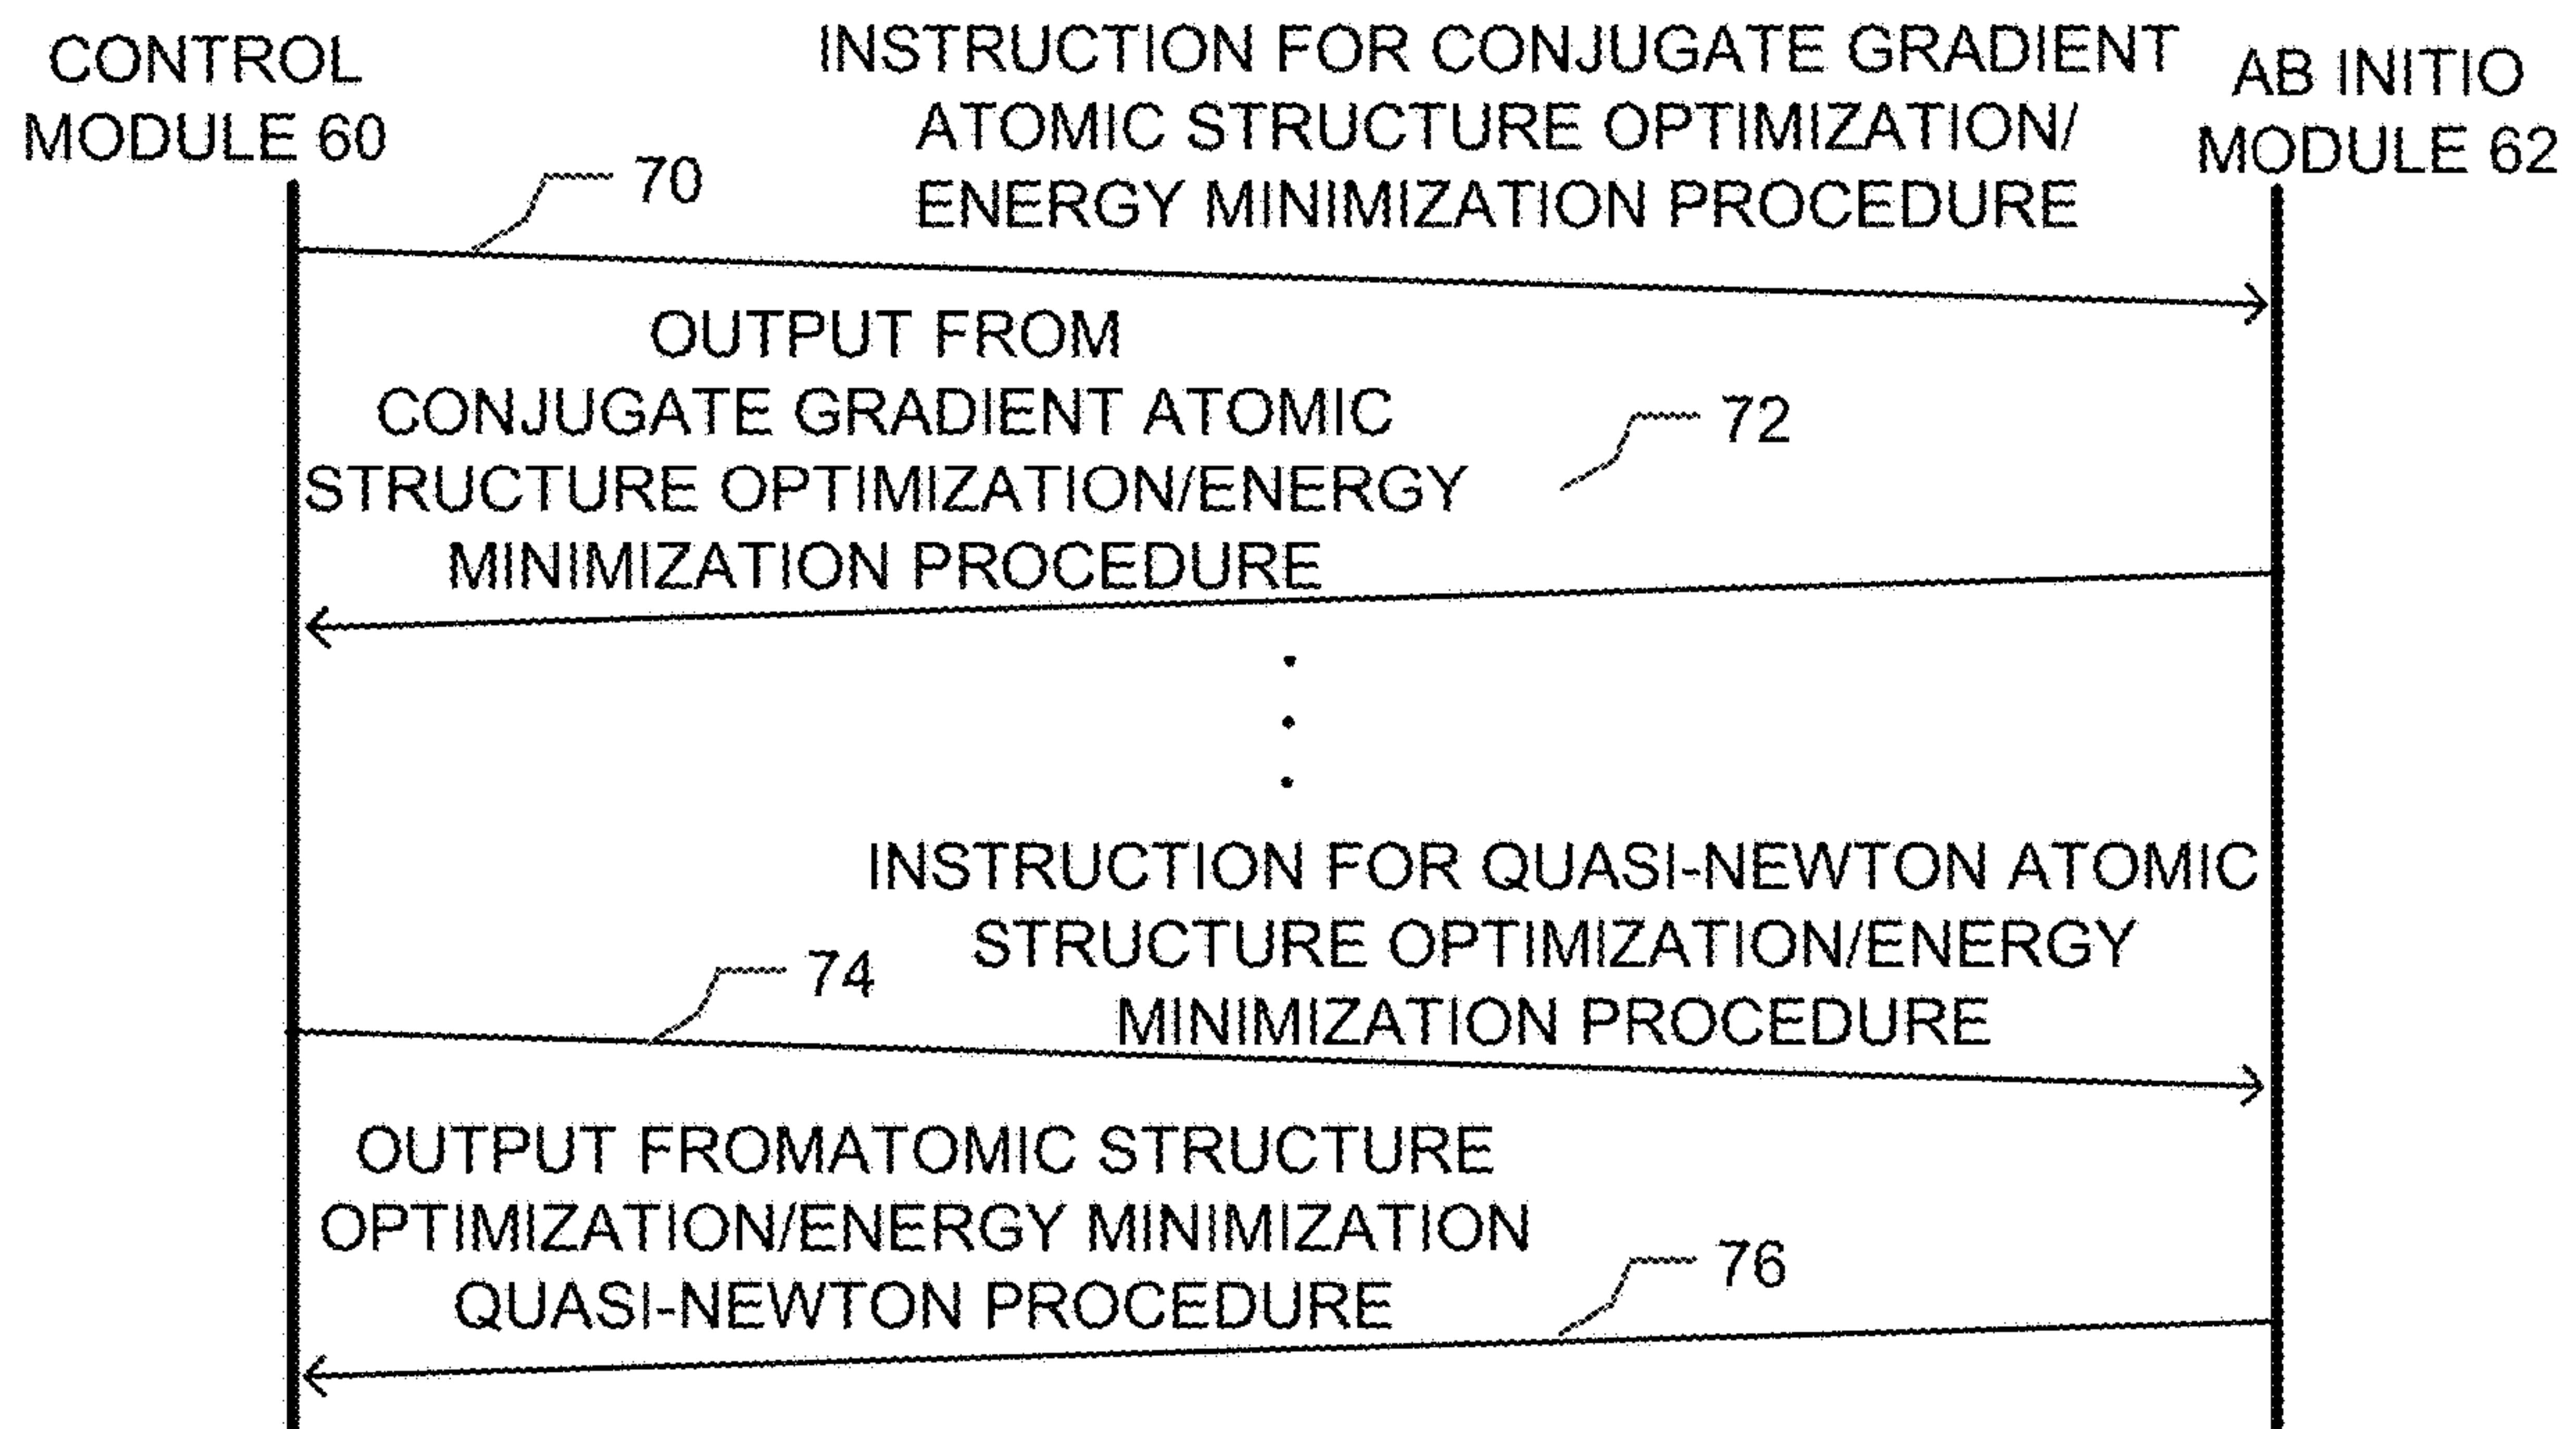 CONTROL
MODULE 60
INSTRUCTION FOR CONJUGATE GRADIENT
ATOMIC STRUCTURE OPTIMIZATION/
ENERGY MINIMIZATION PROCEDURE
AB INITIO
MODULE 62
70
OUTPUT FROM
CONJUGATE GRADIENT ATOMIC
STRUCTURE OPTIMIZATION/ENERGY
MINIMIZATION PROCEDURE
72
INSTRUCTION FOR QUASI-NEWTON ATOMIC
STRUCTURE OPTIMIZATION/ENERGY
MINIMIZATION PROCEDURE
74
OUTPUT FROMATOMIC STRUCTURE
OPTIMIZATION/ENERGY MINIMIZATION
QUASI-NEWTON PROCEDURE
76